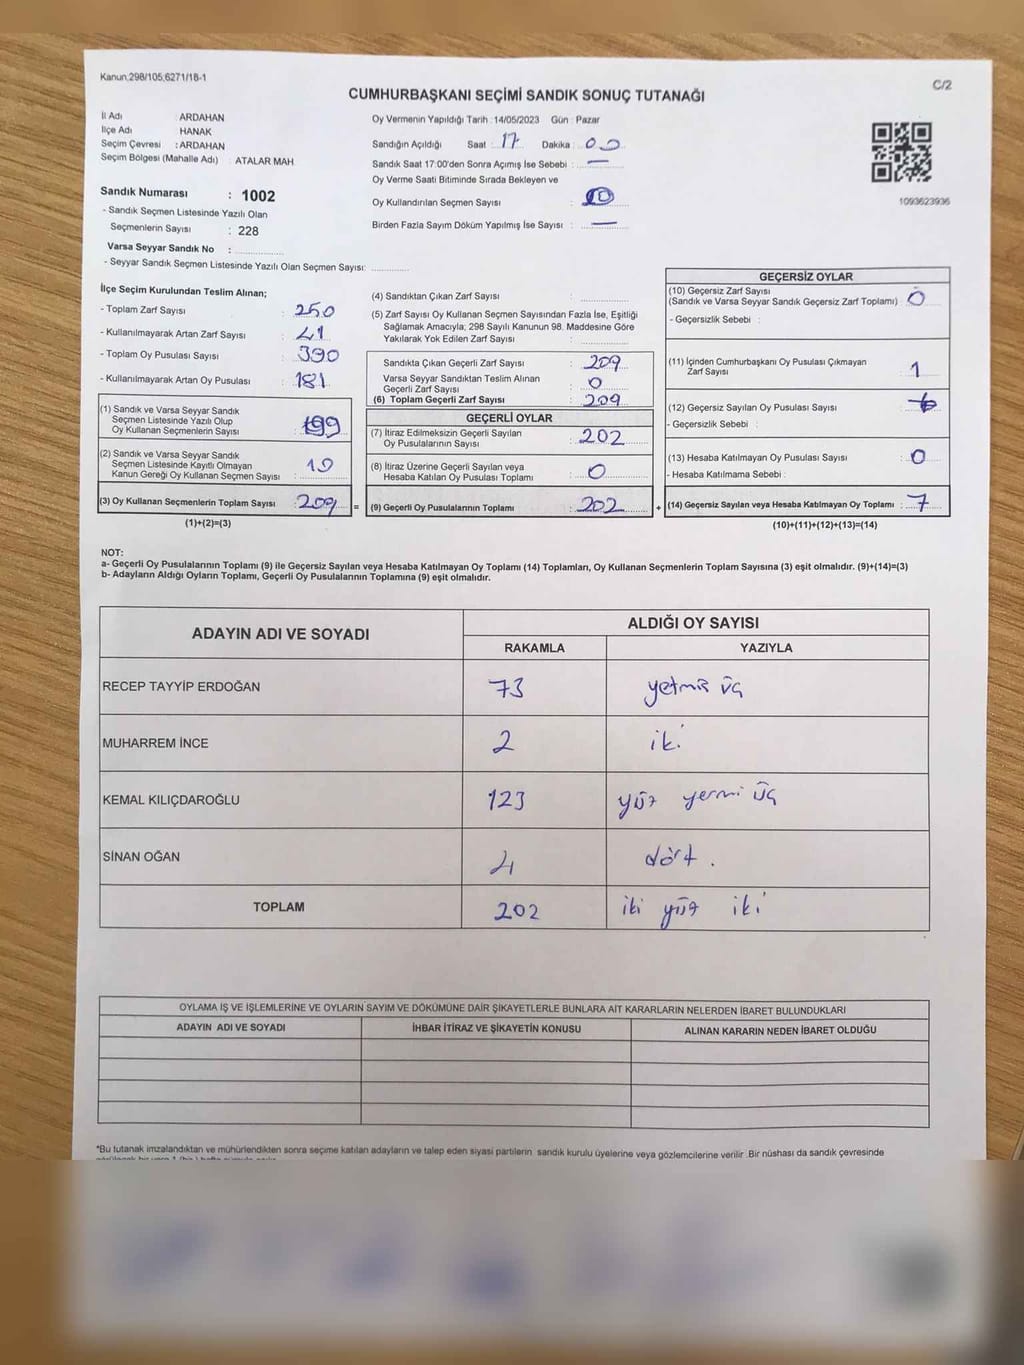 Kanun;298/105;6271/18-1
C/2
CUMHURBAŞKANI SEÇİMİ SANDIK SONUÇ TUTANAĞI
İl Adı : ARDAHAN
İlçe Adı : HANAK
Seçim Çevresi : ARDAHAN
Seçim Bölgesi (Mahalle Adı) : ATALAR MAH
Sandık Numarası : 1002
- Sandık Seçmen Listesinde Yazılı Olan
Seçmenlerin Sayısı : 228
Varsa Seyyar Sandık No :
- Seyyar Sandık Seçmen Listesinde Yazılı Olan Seçmen Sayısı:
Oy Vermenin Yapıldığı Tarih : 14/05/2023 Gün : Pazar
Sandığın Açıldığı Saat : 17 Dakika : 00
Sandık Saat 17:00'den Sonra Açımış İse Sebebi : —
Oy Verme Saati Bitiminde Sırada Bekleyen ve
Oy Kullandırılan Seçmen Sayısı :
Birden Fazla Sayım Döküm Yapılmış İse Sayısı : —
1093623936
İlçe Seçim Kurulundan Teslim Alınan;
- Toplam Zarf Sayısı : 250
- Kullanılmayarak Artan Zarf Sayısı : 41
- Toplam Oy Pusulası Sayısı : 390
- Kullanılmayarak Artan Oy Pusulası : 181
(1) Sandık ve Varsa Seyyar Sandık
Seçmen Listesinde Yazılı Olup
Oy Kullanan Seçmenlerin Sayısı : 199
(2) Sandık ve Varsa Seyyar Sandık
Seçmen Listesinde Kayıtlı Olmayan
Kanun Gereği Oy Kullanan Seçmen Sayısı : 10
(3) Oy Kullanan Seçmenlerin Toplam Sayısı : 209
(1)+(2)=(3)
=
(4) Sandıktan Çıkan Zarf Sayısı :
(5) Zarf Sayısı Oy Kullanan Seçmen Sayısından Fazla İse, Eşitliği
Sağlamak Amacıyla; 298 Sayılı Kanunun 98. Maddesine Göre
Yakılarak Yok Edilen Zarf Sayısı :
Sandıkta Çıkan Geçerli Zarf Sayısı : 209
Varsa Seyyar Sandıktan Teslim Alınan
Geçerli Zarf Sayısı : 0
(6) Toplam Geçerli Zarf Sayısı : 209
GEÇERLİ OYLAR
(7) İtiraz Edilmeksizin Geçerli Sayılan
Oy Pusulalarının Sayısı : 202
(8) İtiraz Üzerine Geçerli Sayılan veya
Hesaba Katılan Oy Pusulası Toplamı : 0
(9) Geçerli Oy Pusulalarının Toplamı : 202
+
GEÇERSİZ OYLAR
(10) Geçersiz Zarf Sayısı
(Sandık ve Varsa Seyyar Sandık Geçersiz Zarf Toplamı) : 0
- Geçersizlik Sebebi :
(11) İçinden Cumhurbaşkanı Oy Pusulası Çıkmayan
Zarf Sayısı : 1
(12) Geçersiz Sayılan Oy Pusulası Sayısı : 6
- Geçersizlik Sebebi :
(13) Hesaba Katılmayan Oy Pusulası Sayısı : 0
- Hesaba Katılmama Sebebi :
(14) Geçersiz Sayılan veya Hesaba Katılmayan Oy Toplamı : 7
(10)+(11)+(12)+(13)=(14)
NOT:
a- Geçerli Oy Pusulalarının Toplamı (9) ile Geçersiz Sayılan veya Hesaba Katılmayan Oy Toplamı (14) Toplamları, Oy Kullanan Seçmenlerin Toplam Sayısına (3) eşit olmalıdır. (9)+(14)=(3)
b- Adayların Aldığı Oyların Toplamı, Geçerli Oy Pusulalarının Toplamına (9) eşit olmalıdır.
ADAYIN ADI VE SOYADI
ALDIĞI OY SAYISI
RAKAMLA YAZIYLA
RECEP TAYYİP ERDOĞAN 73 yetmiş üç
MUHARREM İNCE 2 iki
KEMAL KILIÇDAROĞLU 123 yüz yermi üç
SİNAN OĞAN 4 dört .
TOPLAM 202 iki yüz iki
OYLAMA İŞ VE İŞLEMLERİNE VE OYLARIN SAYIM VE DÖKÜMÜNE DAİR ŞİKAYETLERLE BUNLARA AİT KARARLARIN NELERDEN İBARET BULUNDUKLARI
ADAYIN ADI VE SOYADI İHBAR İTİRAZ VE ŞİKAYETİN KONUSU ALINAN KARARIN NEDEN İBARET OLDUĞU
*Bu tutanak imzalandıktan ve mühürlendikten sonra seçime katılan adayların ve talep eden siyasi partilerin sandık kurulu üyelerine veya gözlemcilerine verilir .Bir nüshası da sandık çevresinde